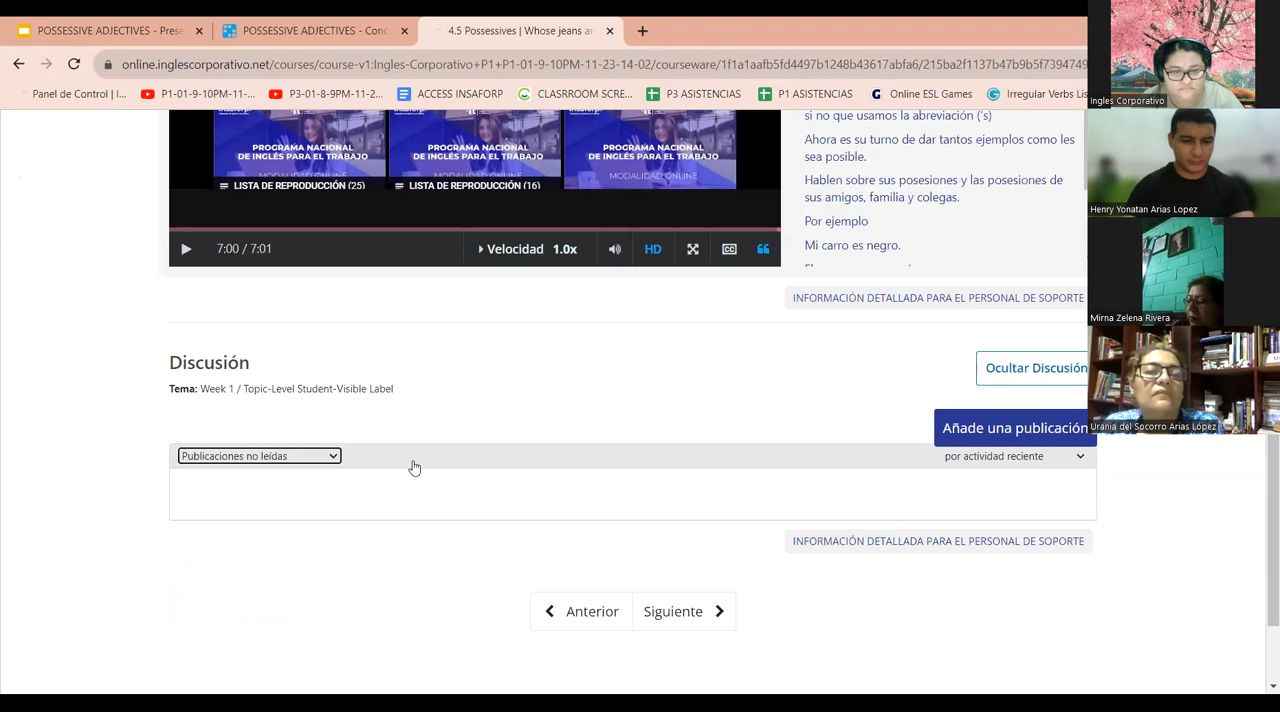 POSSESSIVE ADJECTIVES - Prese
POSSESSIVE ADJECTIVES - Conc
4.5 Possessives | Whose jeans ar
online.inglescorporativo.net/courses/course-v1:Ingles-Corporativo+P1+P1-01-9-10PM-11-23-14-02/courseware/1f1a1aafb5fd4497b1248b43617abfa6/215ba2f1137b47b9b5f7394749
Panel de Control | I...
P1-01-9-10PM-11-...
P3-01-8-9PM-11-2...
ACCESS INSAFORP
CLASRROOM SCRE...
P3 ASISTENCIAS
P1 ASISTENCIAS
Online ESL Games
Irregular Verbs Lis
PROGRAMA NACIONAL
DE INGLÉS PARA EL TRABAJO
LISTA DE REPRODUCCIÓN (25)
PROGRAMA NACIONAL
DE INGLÉS PARA EL TRABAJO
LISTA DE REPRODUCCIÓN (16)
PROGRAMA NACIONAL
DE INGLÉS PARA EL TRABAJO
MODALIDAD ONLINE
si no que usamos la abreviación ('s)
Ahora es su turno de dar tantos ejemplos como les
sea posible.
Hablen sobre sus posesiones y las posesiones de
sus amigos, familia y colegas.
Por ejemplo
Mi carro es negro.
7:00 / 7:01
Velocidad 1.0x
HD
CC
INFORMACIÓN DETALLADA PARA EL PERSONAL DE SOPORTE
Discusión
Ocultar Discusión
Tema: Week 1 / Topic-Level Student-Visible Label
Añade una publicación
Publicaciones no leídas
por actividad reciente
INFORMACIÓN DETALLADA PARA EL PERSONAL DE SOPORTE
Anterior
Siguiente
Ingles Corporativo
Henry Yonatan Arias Lopez
Mirna Zelena Rivera
Urania del Socorro Arias López